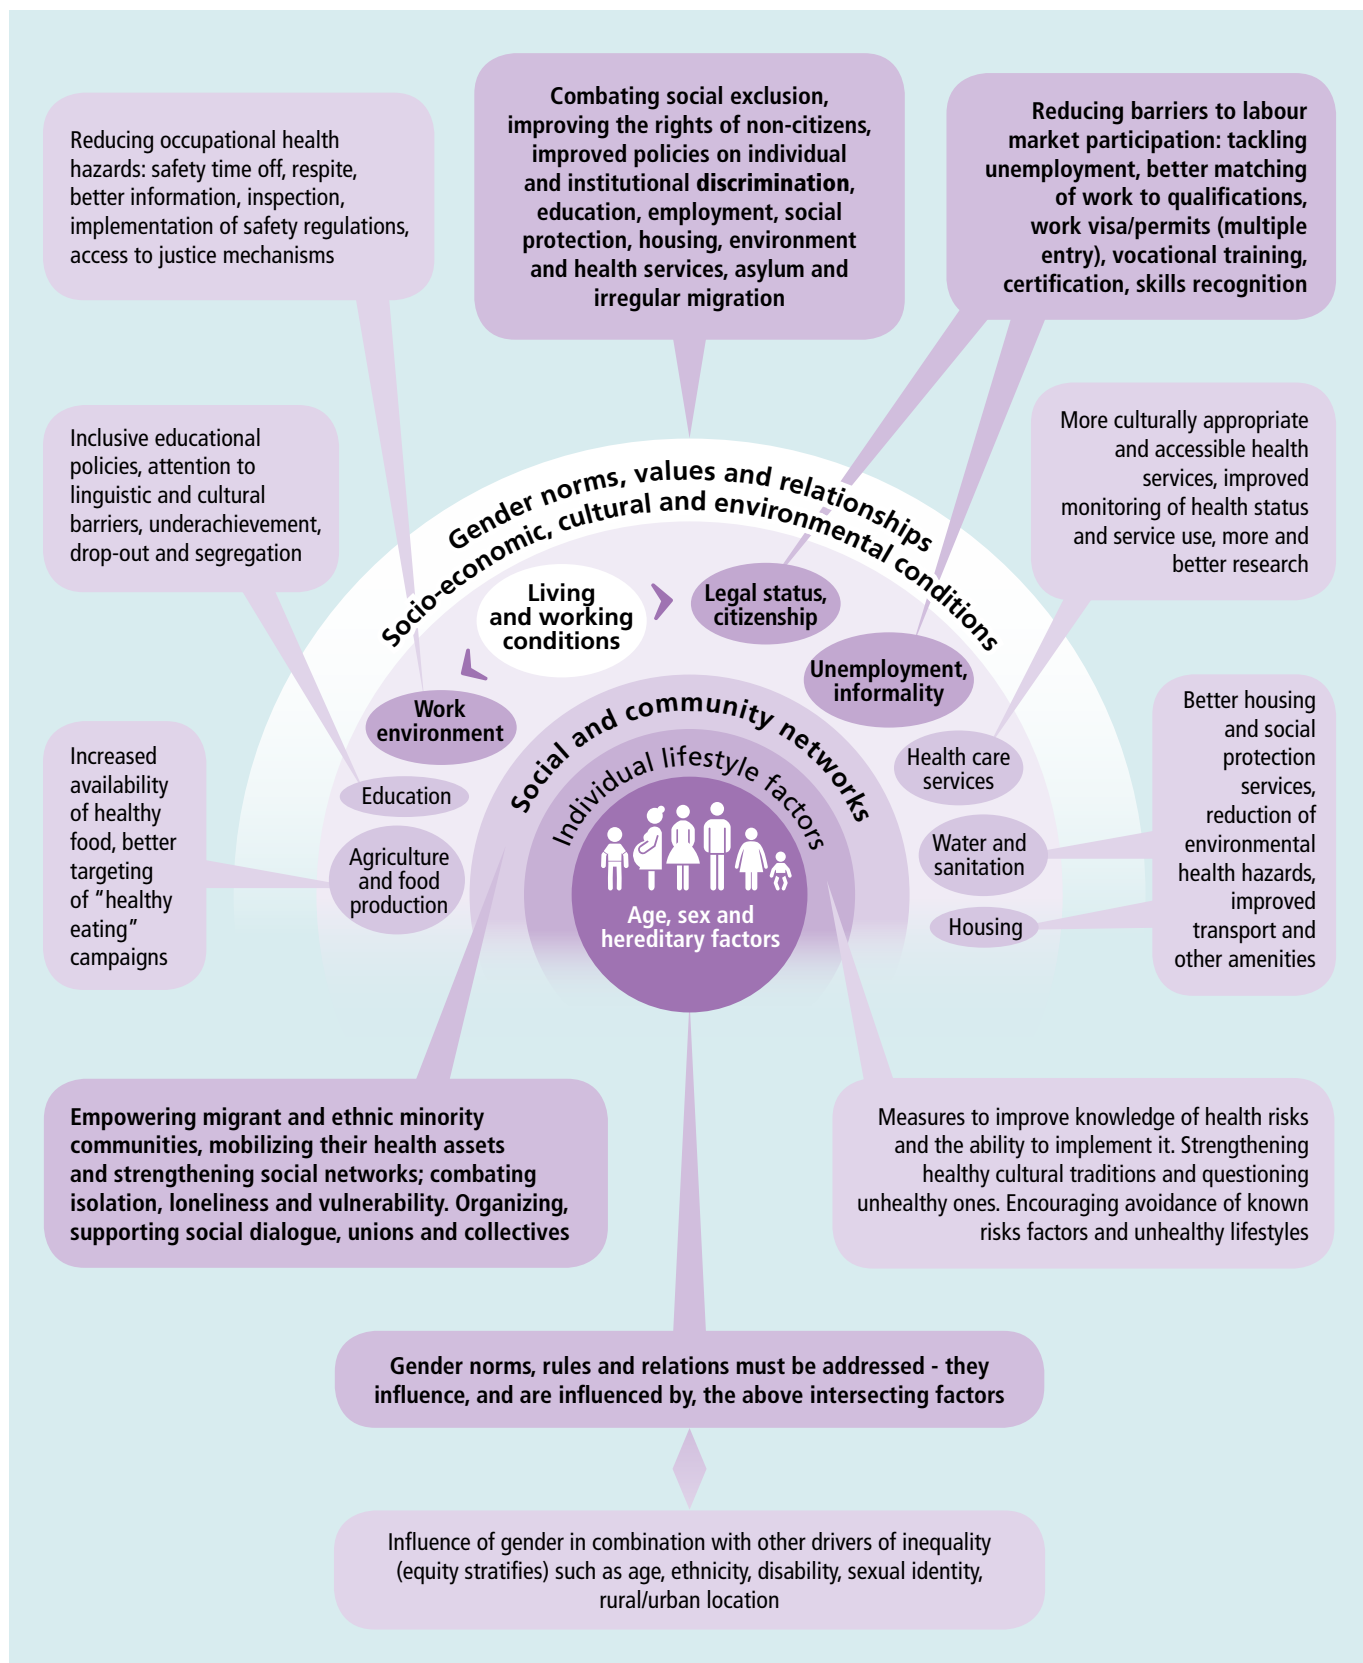 Reducing occupational health
hazards: safety time off, respite,
better information, inspection,
implementation of safety regulations,
access to justice mechanisms
Combating social exclusion,
improving the rights of non-citizens,
improved policies on individual
and institutional discrimination,
education, employment, social
protection, housing, environment
and health services, asylum and
irregular migration
Reducing barriers to labour
market participation: tackling
unemployment, better matching
of work to qualifications,
work visa/permits (multiple
entry), vocational training,
certification, skills recognition
Inclusive educational
policies, attention to
linguistic and cultural
barriers, underachievement,
drop-out and segregation
More culturally appropriate
and accessible health
services, improved
monitoring of health status
and service use, more and
better research
Gender norms, values and relationships
Socio-economic, cultural and environmental conditions
Living
and working
conditions
Legal status,
citizenship
Unemployment,
informality
Work
environment
Health care
services
Education
Water and
sanitation
Agriculture
and food
production
Housing
Social and community networks
Individual lifestyle factors
Age, sex and
hereditary factors
Increased
availability
of healthy
food, better
targeting
of "healthy
eating"
campaigns
Better housing
and social
protection
services,
reduction of
environmental
health hazards,
improved
transport and
other amenities
Empowering migrant and ethnic minority
communities, mobilizing their health assets
and strengthening social networks; combating
isolation, loneliness and vulnerability. Organizing,
supporting social dialogue, unions and collectives
Measures to improve knowledge of health risks
and the ability to implement it. Strengthening
healthy cultural traditions and questioning
unhealthy ones. Encouraging avoidance of known
risks factors and unhealthy lifestyles
Gender norms, rules and relations must be addressed - they
influence, and are influenced by, the above intersecting factors
Influence of gender in combination with other drivers of inequality
(equity stratifies) such as age, ethnicity, disability, sexual identity,
rural/urban location